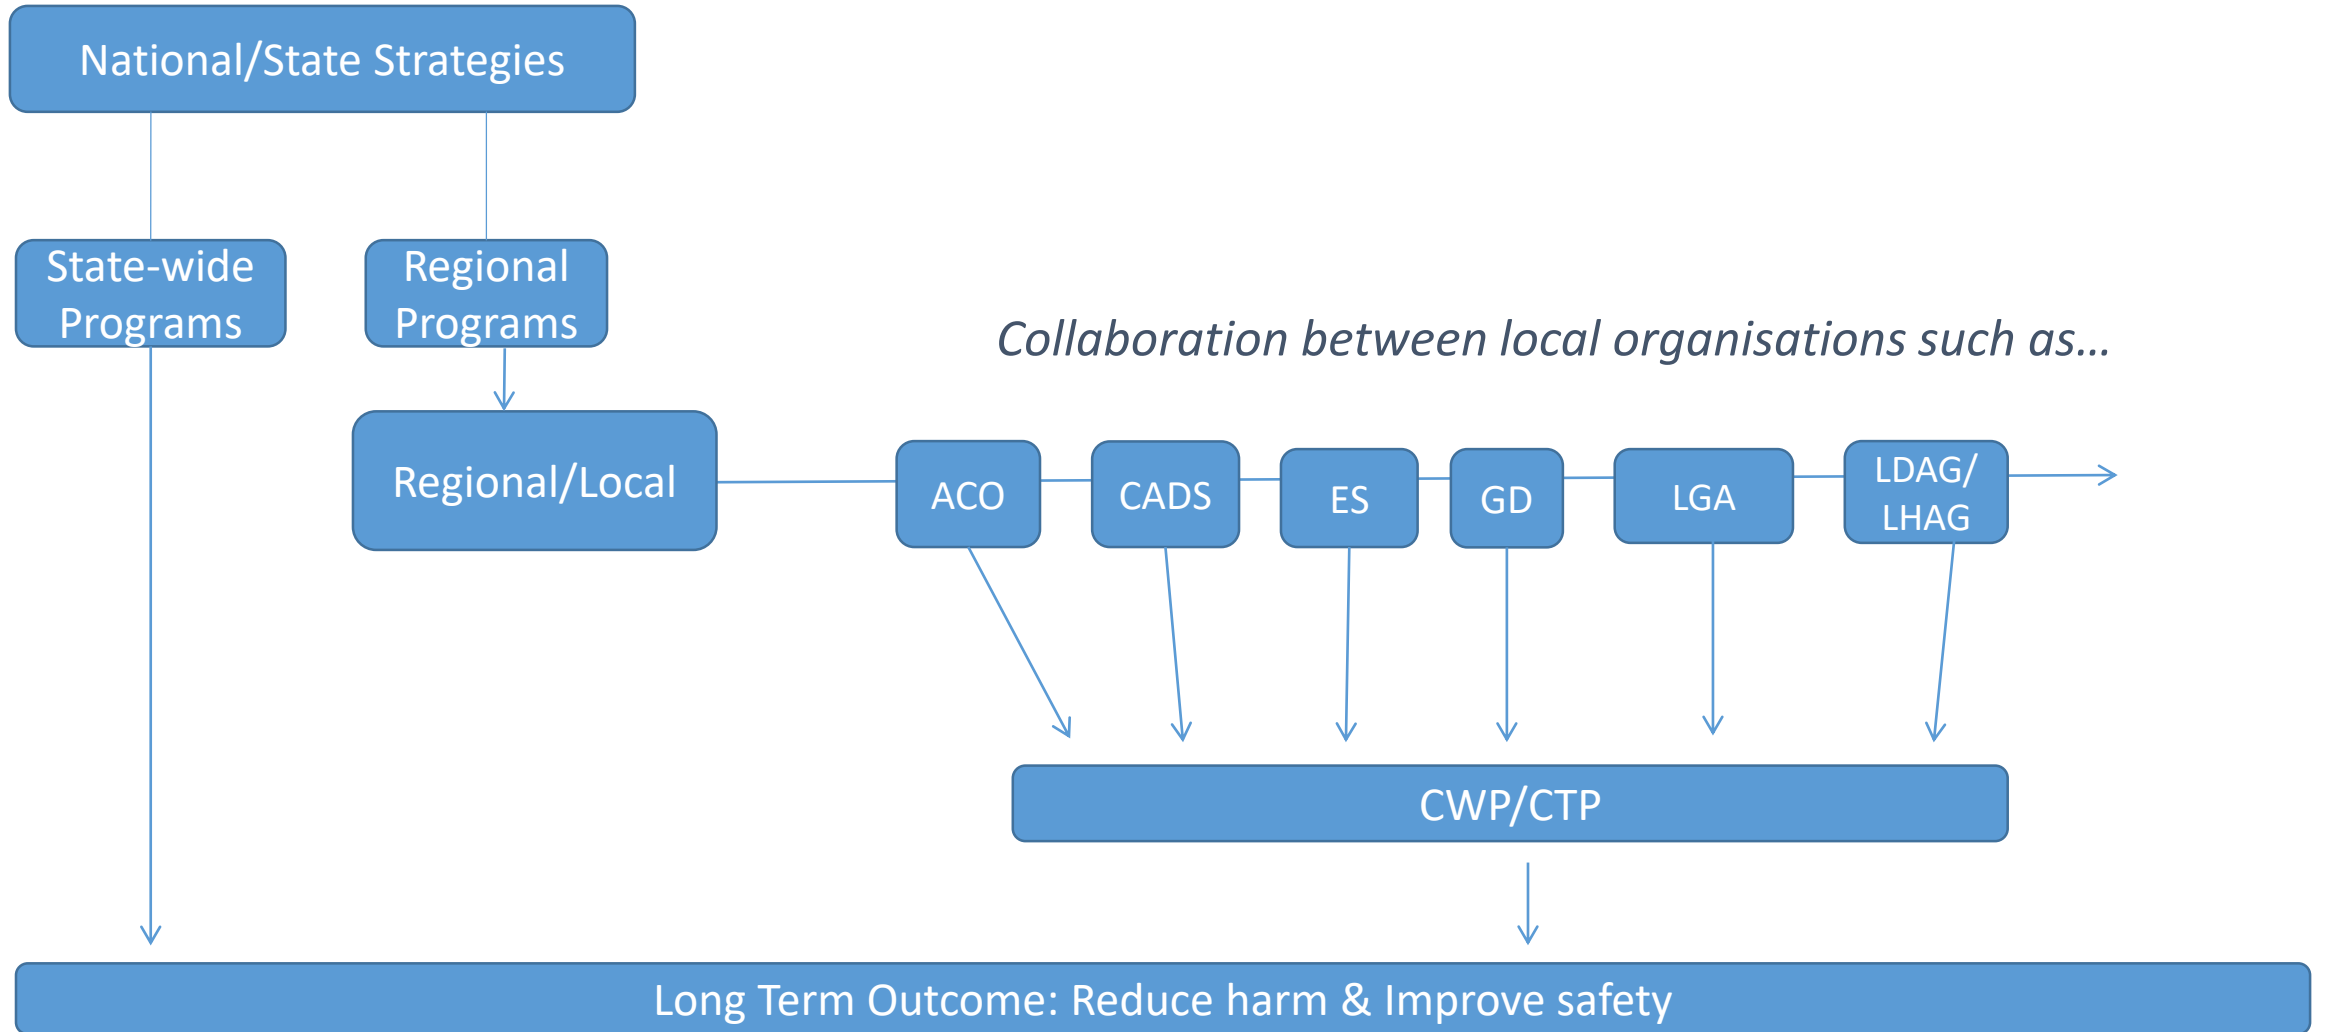 National/State Strategies
State-wide
Programs
Regional
Programs
Collaboration between local organisations such as...
Regional/Local
ACO
CADS
ES
GD
LGA
LDAG/
LHAG
CWP/CTP
Long Term Outcome: Reduce harm & Improve safety